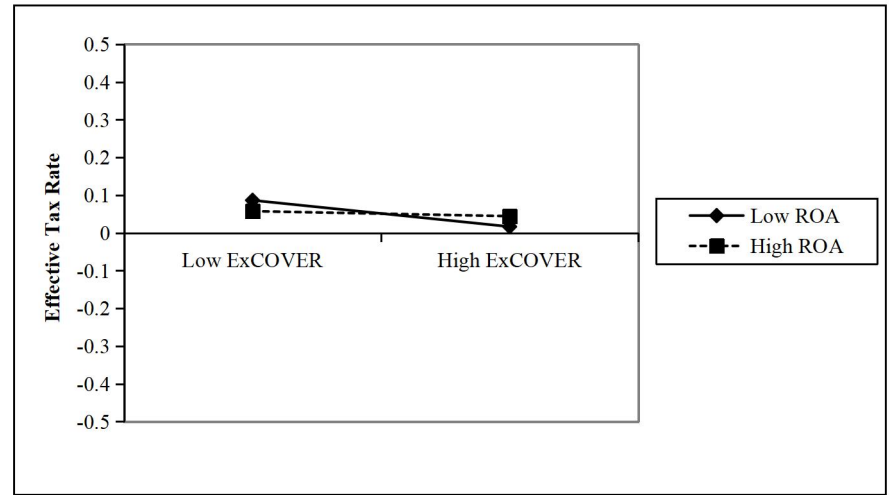 0.5
0.4
0.3
0.2
0.1
0
-0.1
-0.2
-0.3
-0.4
-0.5
Effective Tax Rate
Low ExCOVER
High ExCOVER
Low ROA
High ROA